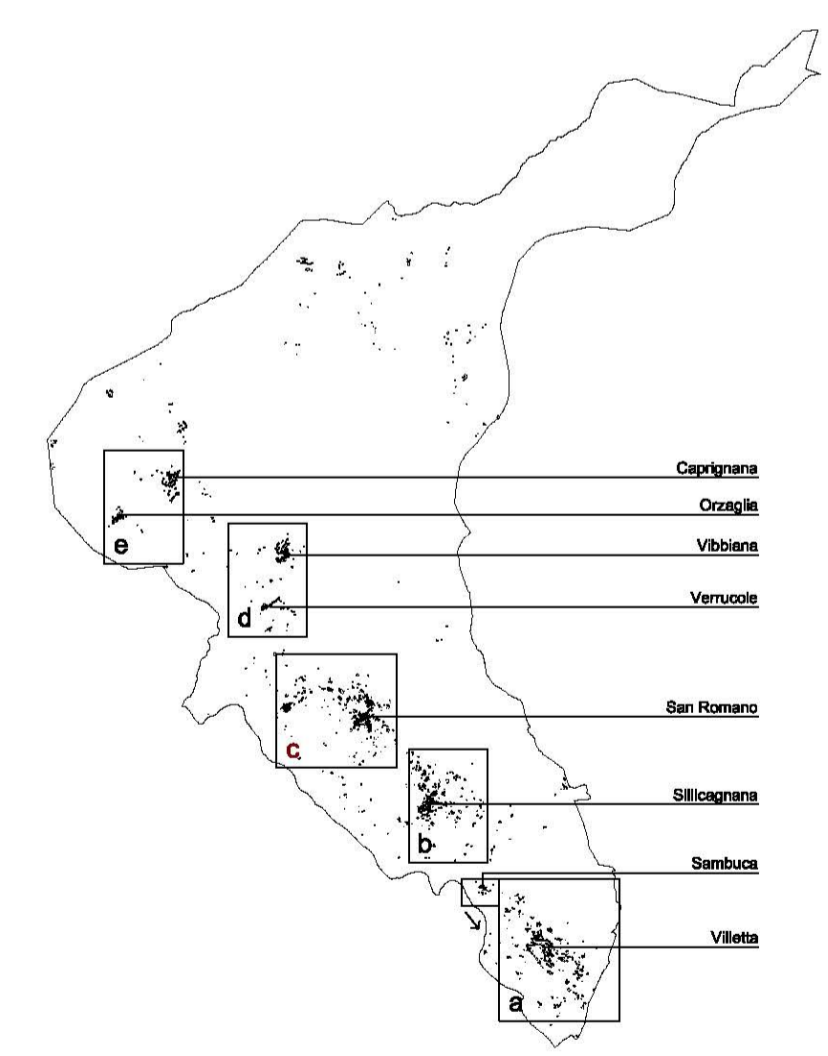 Caprignana
Orzaglia
e
Vibbiana
d
Verrucole
San Romano
c
Sillicagnana
b
Sambuca
Villetta
a